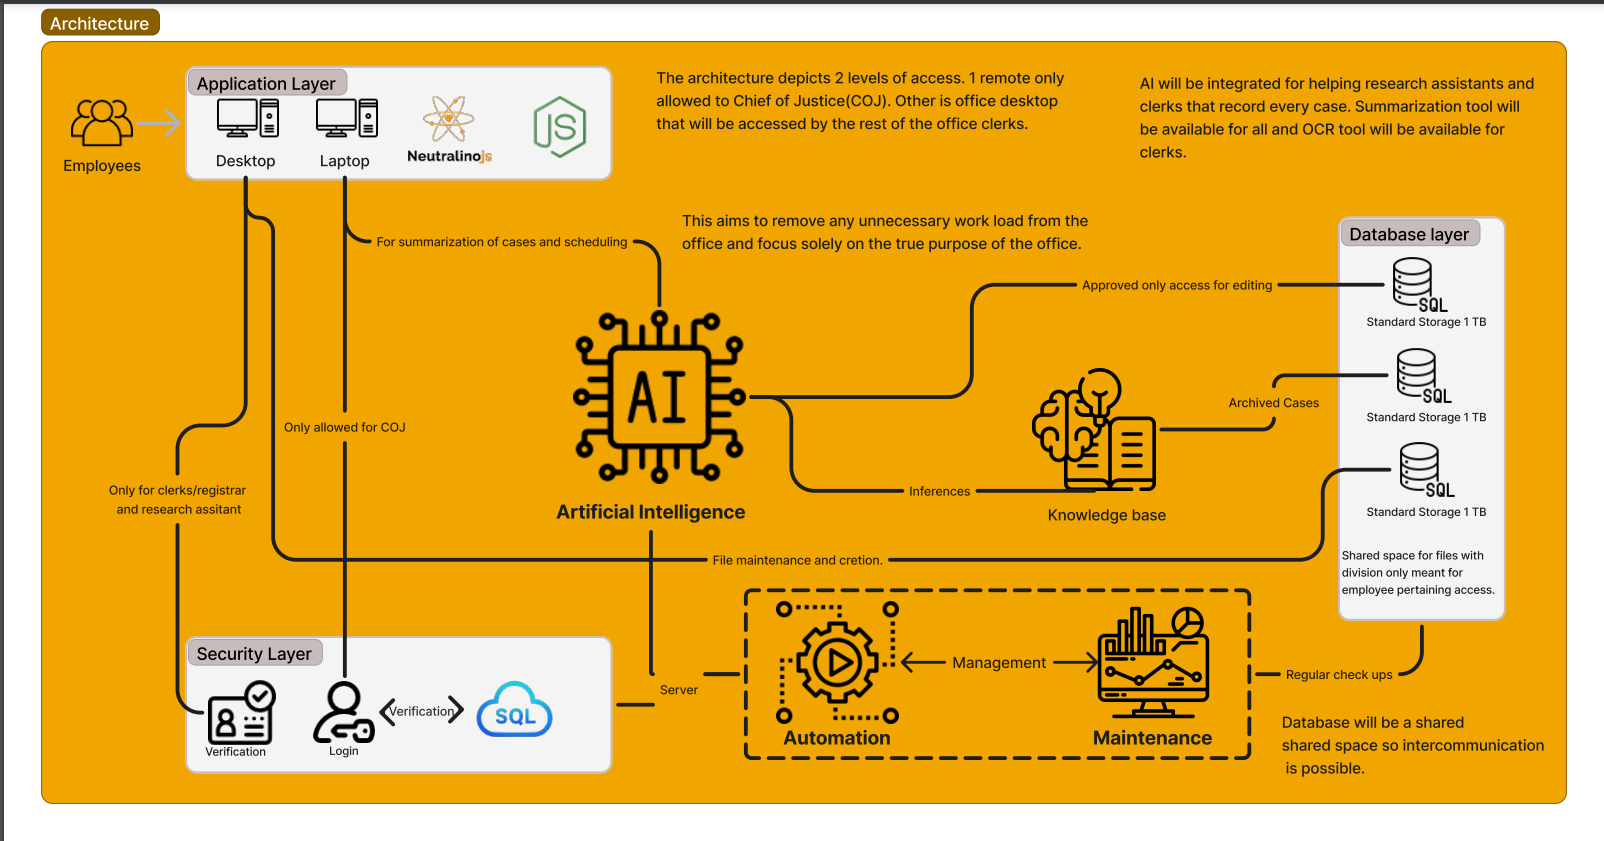 Architecture
Application Layer
Employees
Desktop
Laptop
Neutralinojs
JS
The architecture depicts 2 levels of access. 1 remote only
allowed to Chief of Justice(COJ). Other is office desktop
that will be accessed by the rest of the office clerks.
AI will be integrated for helping research assistants and
clerks that record every case. Summarization tool will
be available for all and OCR tool will be available for
clerks.
This aims to remove any unnecessary work load from the
office and focus solely on the true purpose of the office.
For summarization of cases and scheduling
Database layer
Approved only access for editing
SQL
Standard Storage 1 TB
AI
Artificial Intelligence
Archived Cases
SQL
Standard Storage 1 TB
Only allowed for COJ
Inferences
Knowledge base
SQL
Standard Storage 1 TB
Only for clerks/registrar
and research assitant
File maintenance and cretion.
Shared space for files with
division only meant for
employee pertaining access.
Security Layer
Verification
Login
Verification
SQL
Server
Automation
Management
Maintenance
Regular check ups
Database will be a shared
shared space so intercommunication
is possible.